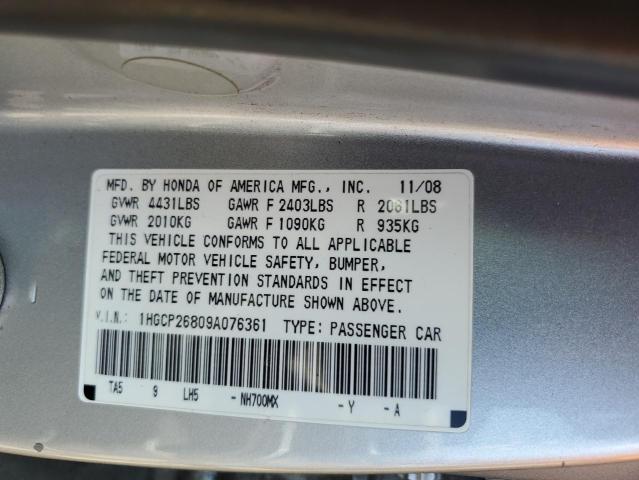 MFD. BY HONDA OF AMERICA MFG., INC. 11/08
GVWR 4431LBS GAWR F 2403LBS R 2061LBS
GVWR 2010KG GAWR F 1090KG R 935KG
THIS VEHICLE CONFORMS TO ALL APPLICABLE
FEDERAL MOTOR VEHICLE SAFETY, BUMPER,
AND THEFT PREVENTION STANDARDS IN EFFECT
ON THE DATE OF MANUFACTURE SHOWN ABOVE.
V.I.N.: 1HGCP26809A076361 TYPE: PASSENGER CAR
TA5 9 LH5 - NH700MX - Y - A